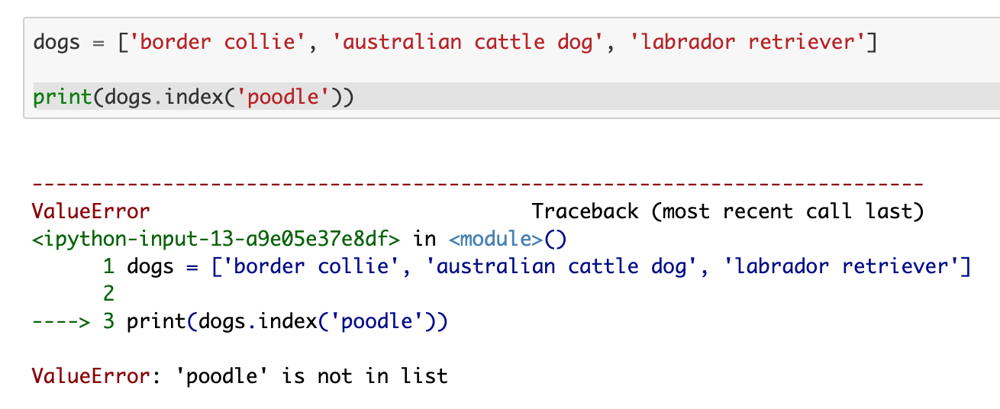 dogs = ['border collie', 'australian cattle dog', 'labrador retriever']
print(dogs.index('poodle'))
---------------------------------------------------------------------------
ValueError                                Traceback (most recent call last)
<ipython-input-13-a9e05e37e8df> in <module>()
      1 dogs = ['border collie', 'australian cattle dog', 'labrador retriever']
      2
----> 3 print(dogs.index('poodle'))
ValueError: 'poodle' is not in list